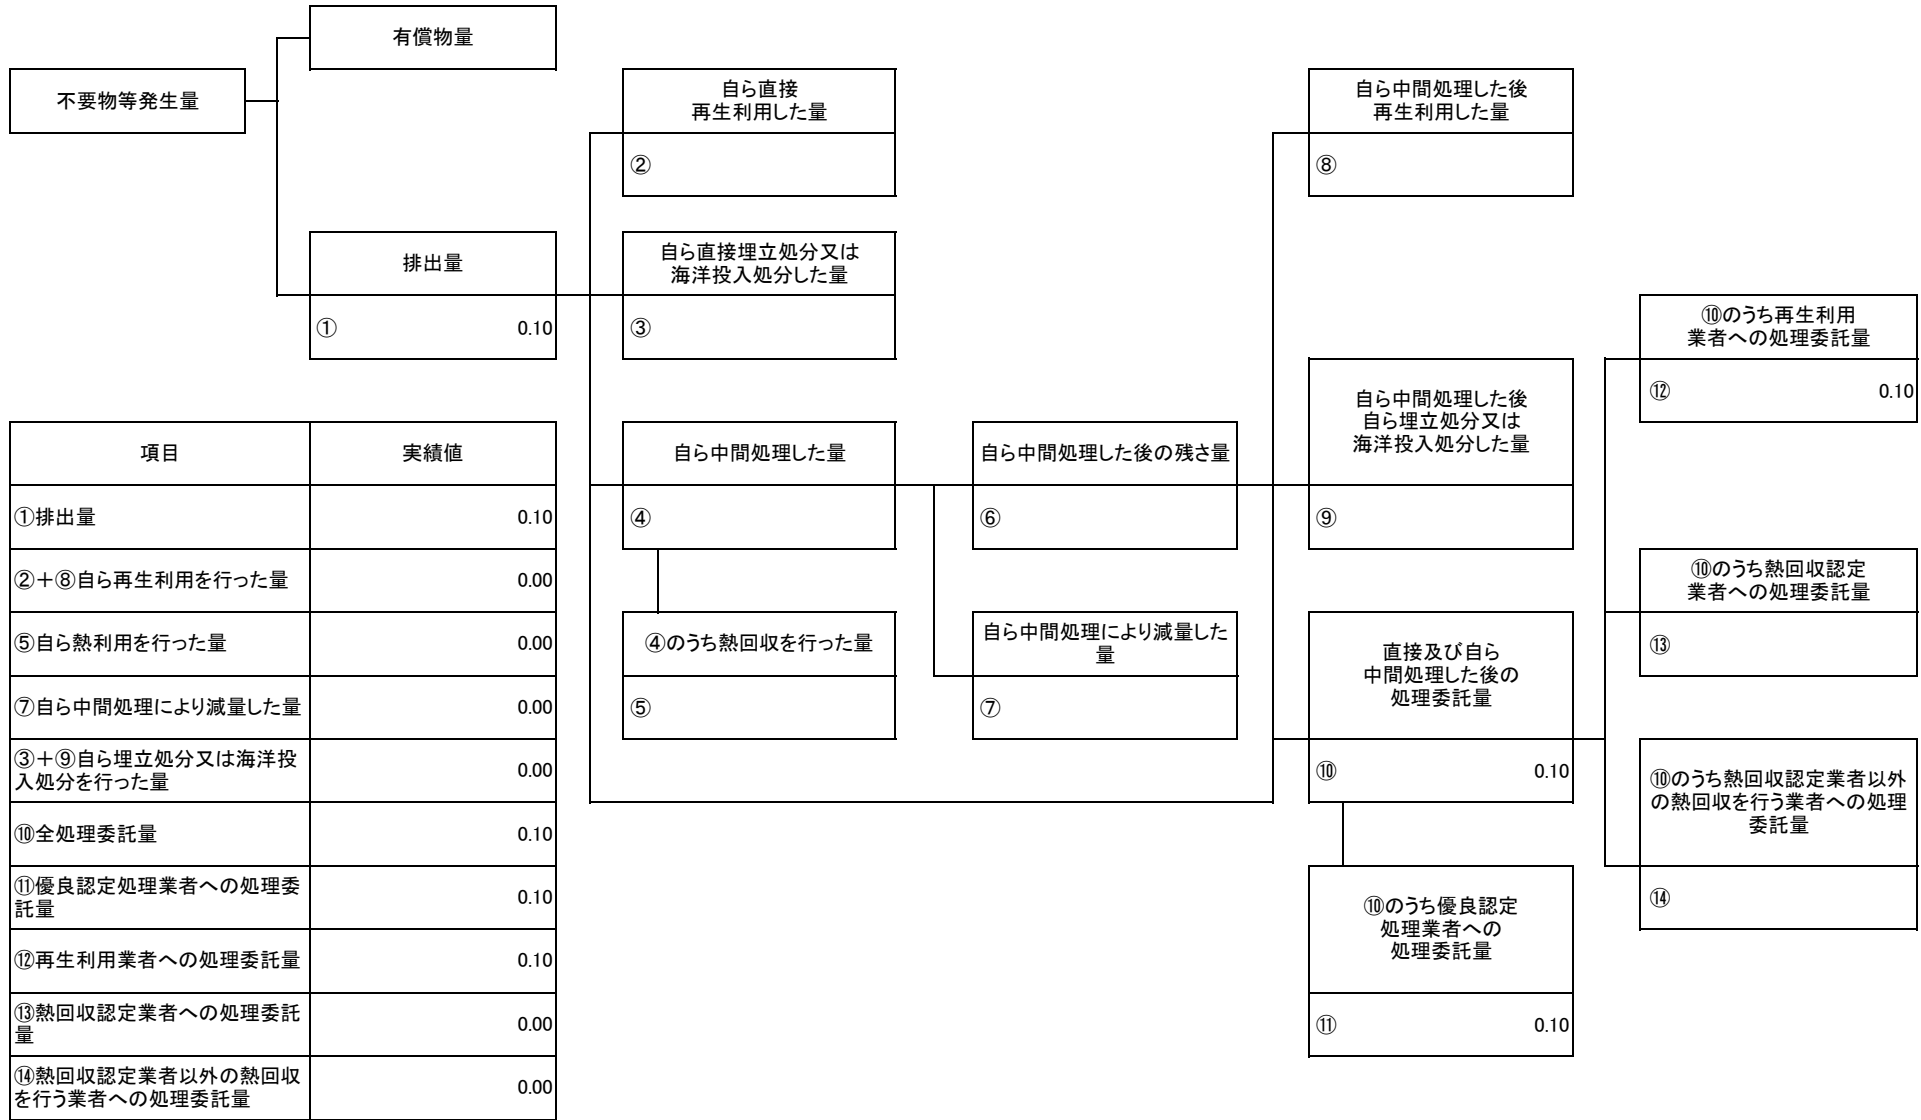 有償物量
不要物等発生量
自ら直接
再生利用した量
②
自ら中間処理した後
再生利用した量
⑧
排出量
① 0.10
自ら直接埋立処分又は
海洋投入処分した量
③
⑩のうち再生利用
業者への処理委託量
⑫ 0.10
自ら中間処理した後
自ら埋立処分又は
海洋投入処分した量
⑨
自ら中間処理した量
④
自ら中間処理した後の残さ量
⑥
⑩のうち熱回収認定
業者への処理委託量
⑬
④のうち熱回収を行った量
⑤
自ら中間処理により減量した
量
⑦
直接及び自ら
中間処理した後の
処理委託量
⑩ 0.10
⑩のうち熱回収認定業者以外
の熱回収を行う業者への処理
委託量
⑭
⑩のうち優良認定
処理業者への
処理委託量
⑪ 0.10
項目 実績値
①排出量 0.10
②＋⑧自ら再生利用を行った量 0.00
⑤自ら熱利用を行った量 0.00
⑦自ら中間処理により減量した量 0.00
③＋⑨自ら埋立処分又は海洋投
入処分を行った量 0.00
⑩全処理委託量 0.10
⑪優良認定処理業者への処理委
託量 0.10
⑫再生利用業者への処理委託量 0.10
⑬熱回収認定業者への処理委託
量 0.00
⑭熱回収認定業者以外の熱回収
を行う業者への処理委託量 0.00